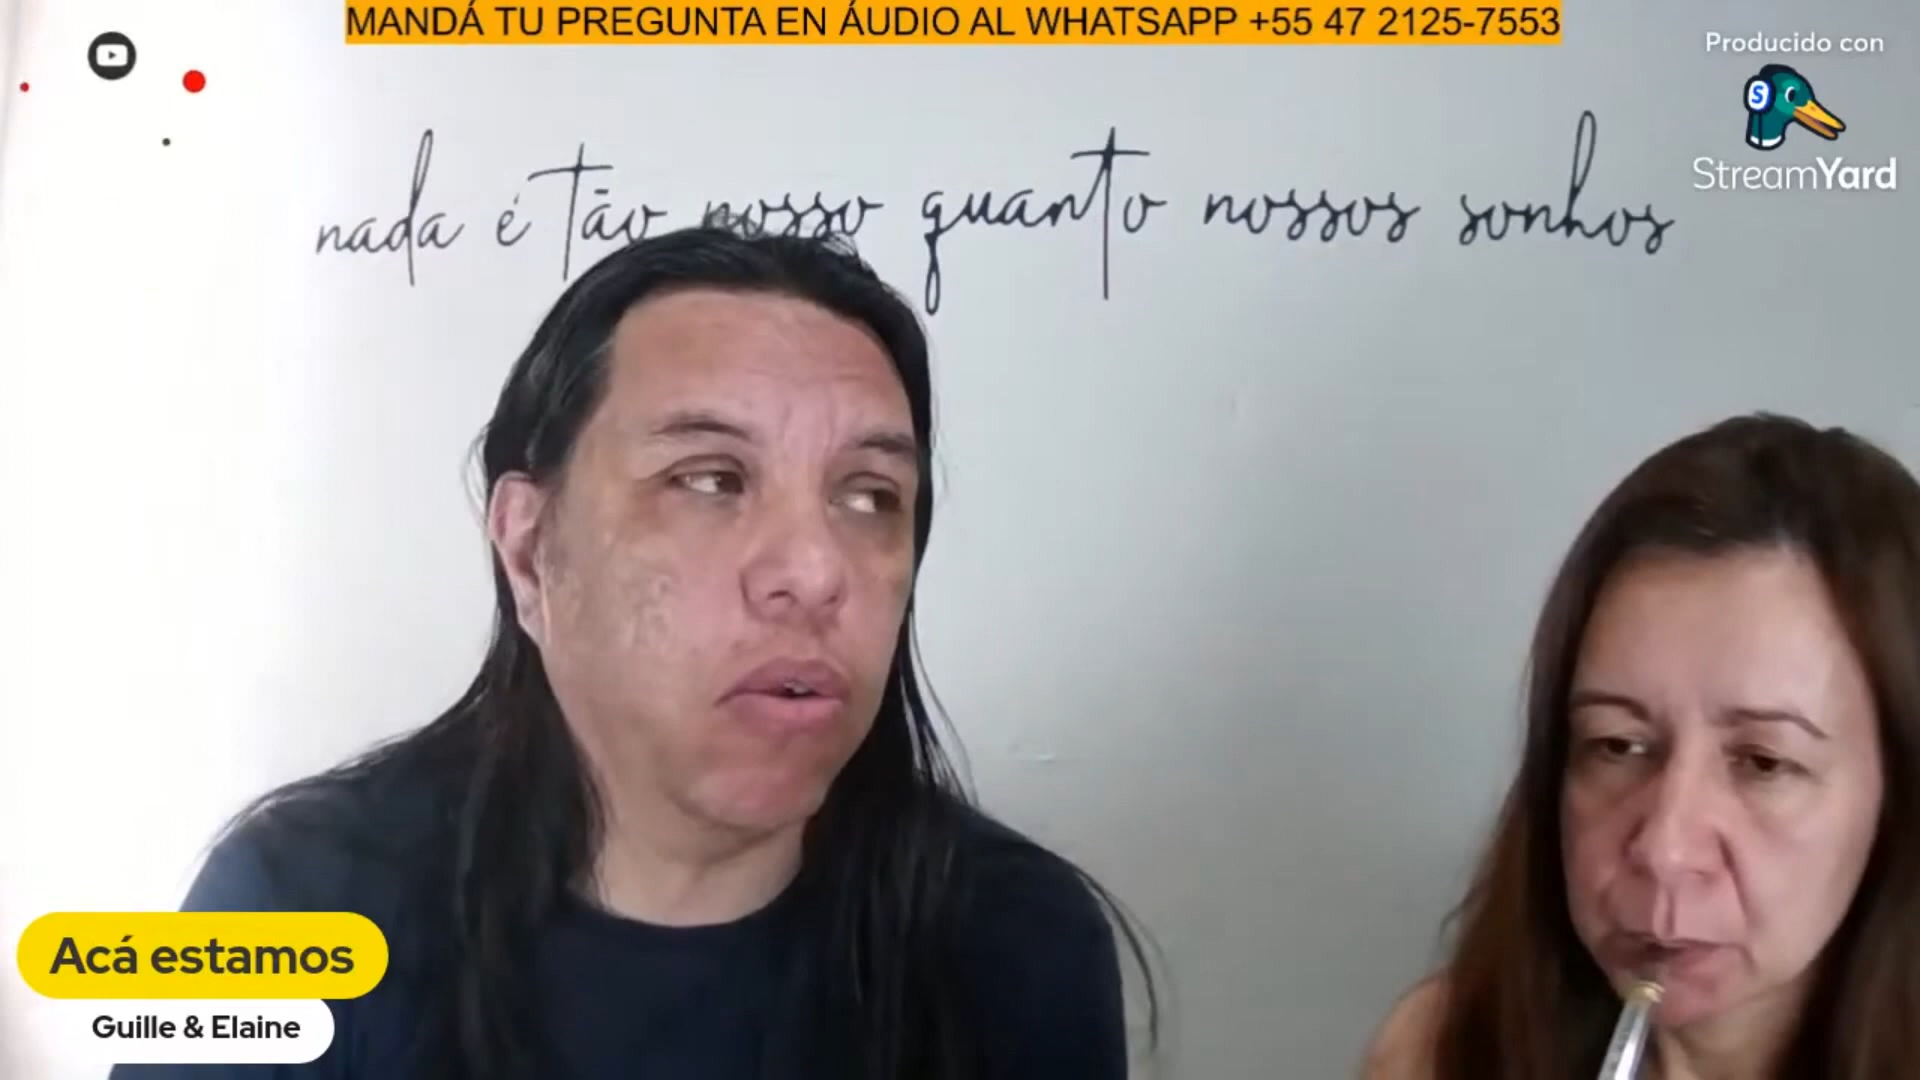 MANDÁ TU PREGUNTA EN ÁUDIO AL WHATSAPP +55 47 2125-7553
Producido con
S
StreamYard
nada é tão nosso quanto nossos sonhos
Acá estamos
Guille & Elaine